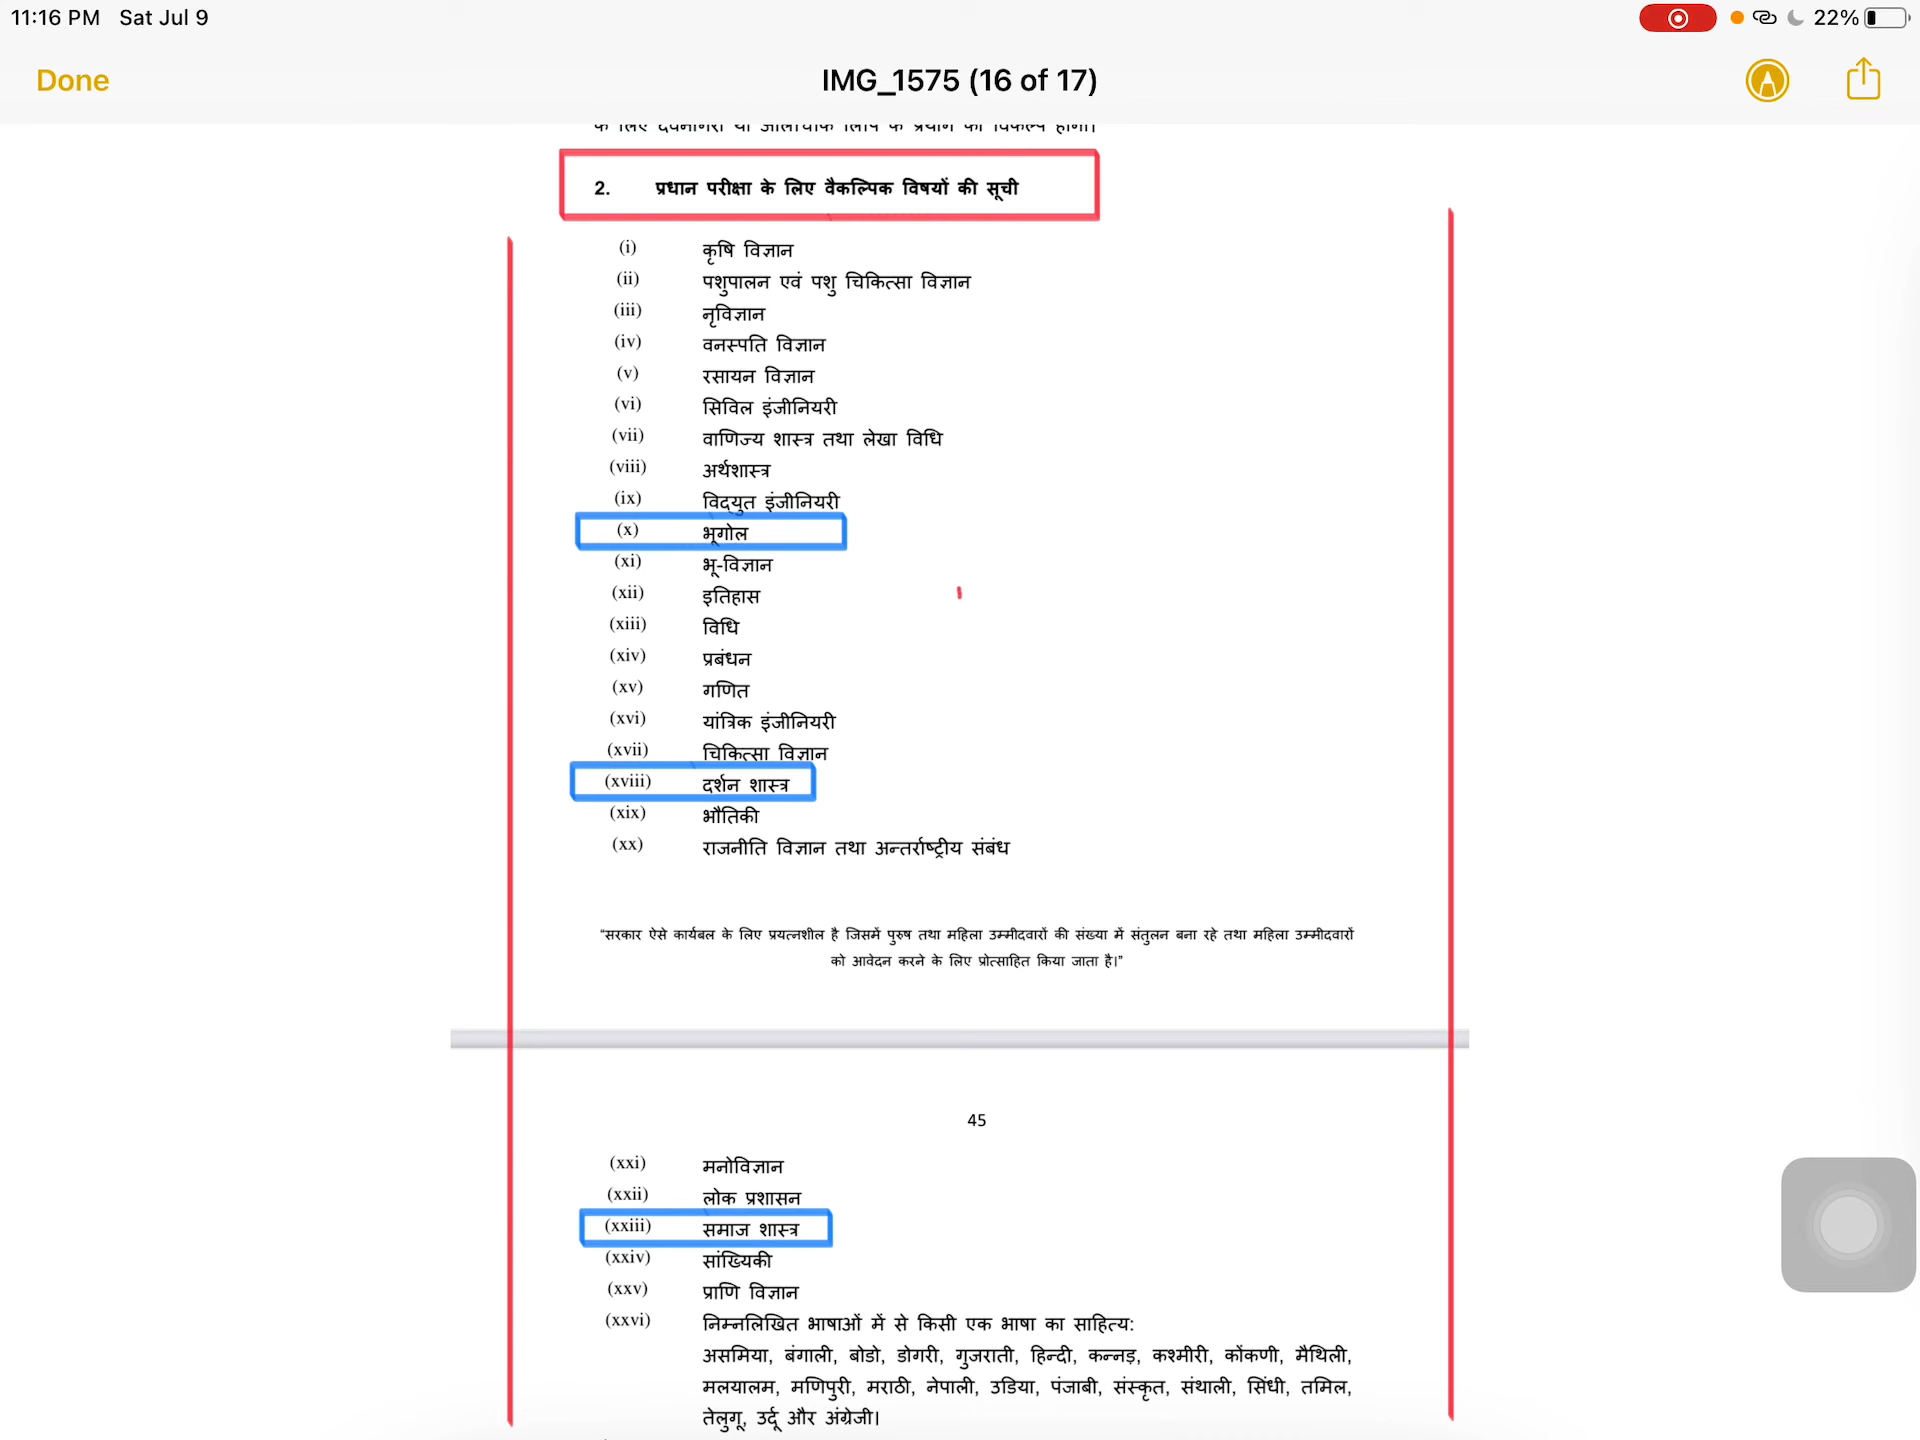 11:16 PM Sat Jul 9
22%
Done
IMG_1575 (16 of 17)
के लिए देवनागरी या ओलचिकि लिपि के प्रयोग का विकल्प होगा।
2. प्रधान परीक्षा के लिए वैकल्पिक विषयों की सूची
(i) कृषि विज्ञान
(ii) पशुपालन एवं पशु चिकित्सा विज्ञान
(iii) नृविज्ञान
(iv) वनस्पति विज्ञान
(v) रसायन विज्ञान
(vi) सिविल इंजीनियरी
(vii) वाणिज्य शास्त्र तथा लेखा विधि
(viii) अर्थशास्त्र
(ix) विद्युत इंजीनियरी
(x) भूगोल
(xi) भू-विज्ञान
(xii) इतिहास
(xiii) विधि
(xiv) प्रबंधन
(xv) गणित
(xvi) यांत्रिक इंजीनियरी
(xvii) चिकित्सा विज्ञान
(xviii) दर्शन शास्त्र
(xix) भौतिकी
(xx) राजनीति विज्ञान तथा अन्तर्राष्ट्रीय संबंध
"सरकार ऐसे कार्यबल के लिए प्रयत्नशील है जिसमें पुरुष तथा महिला उम्मीदवारों की संख्या में संतुलन बना रहे तथा महिला उम्मीदवारों
को आवेदन करने के लिए प्रोत्साहित किया जाता है।"
45
(xxi) मनोविज्ञान
(xxii) लोक प्रशासन
(xxiii) समाज शास्त्र
(xxiv) सांख्यिकी
(xxv) प्राणि विज्ञान
(xxvi) निम्नलिखित भाषाओं में से किसी एक भाषा का साहित्य:
असमिया, बंगाली, बोडो, डोगरी, गुजराती, हिन्दी, कन्नड़, कश्मीरी, कोंकणी, मैथिली,
मलयालम, मणिपुरी, मराठी, नेपाली, उडिया, पंजाबी, संस्कृत, संथाली, सिंधी, तमिल,
तेलुगू, उर्दू और अंग्रेजी।